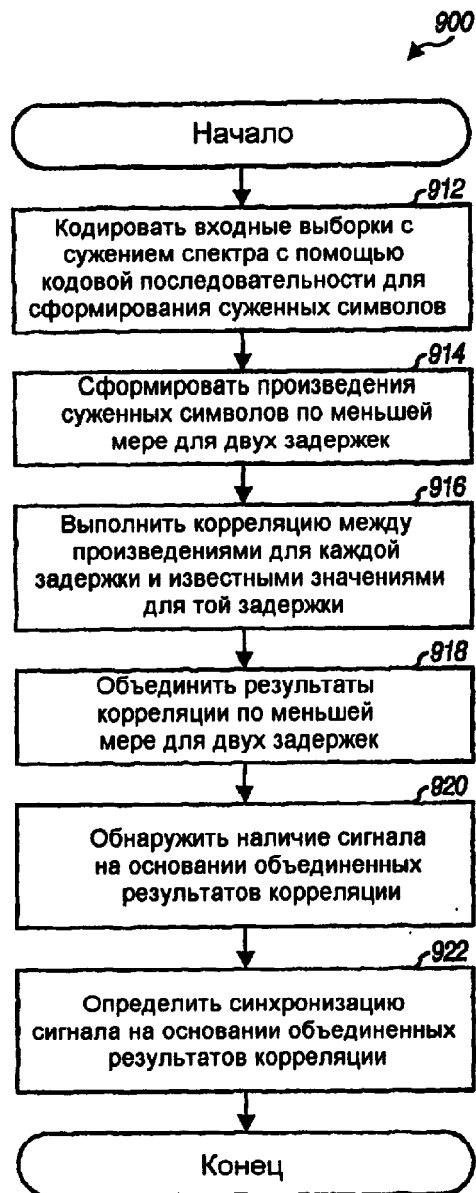 900
Начало
912
Кодировать входные выборки с
сужением спектра с помощью
кодовой последовательности для
сформирования суженных символов
914
Сформировать произведения
суженных символов по меньшей
мере для двух задержек
916
Выполнить корреляцию между
произведениями для каждой
задержки и известными значениями
для той задержки
918
Объединить результаты
корреляции по меньшей
мере для двух задержек
920
Обнаружить наличие сигнала
на основании объединенных
результатов корреляции
922
Определить синхронизацию
сигнала на основании объединенных
результатов корреляции
Конец